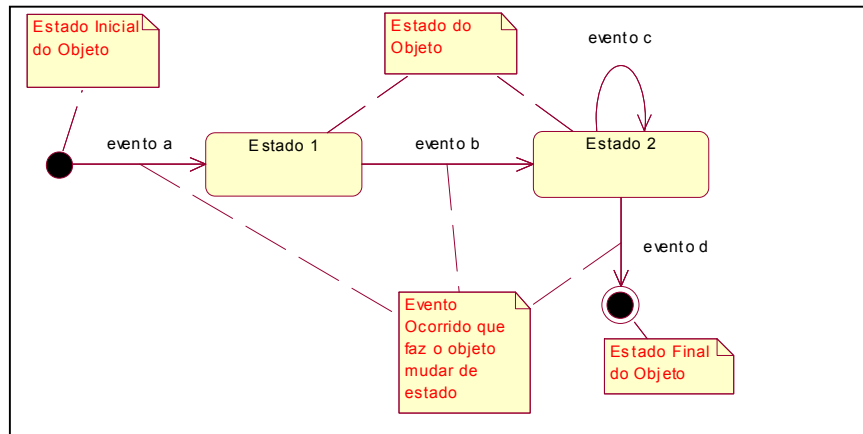 Estado Inicial
do Objeto
Estado do
Objeto
evento c
evento a
Estado 1
evento b
Estado 2
evento d
Evento
Ocorrido que
faz o objeto
mudar de
estado
Estado Final
do Objeto